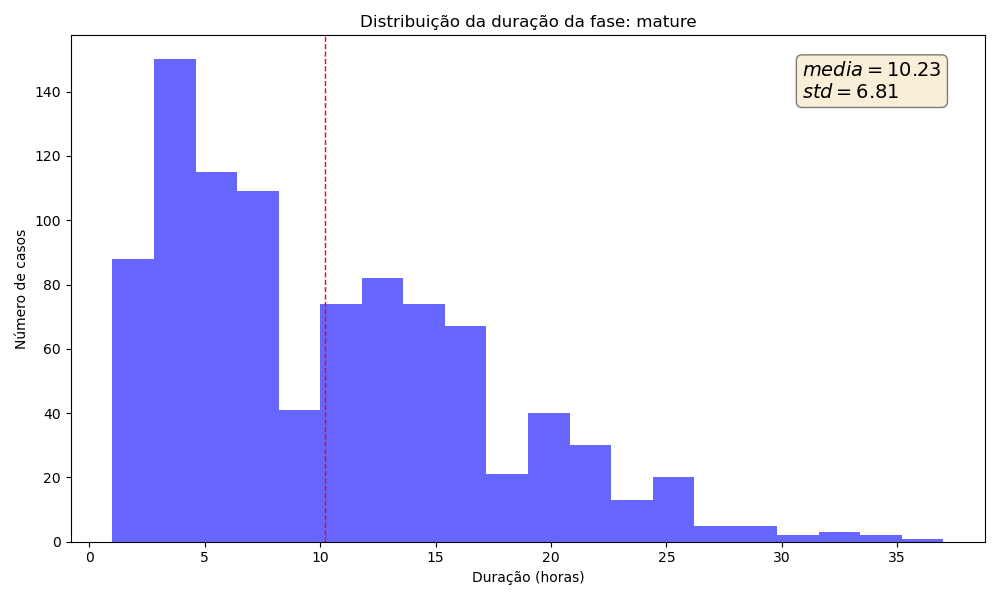 Distribuição da duração da fase: mature
media = 10.23
std = 6.81
Número de casos
140
120
100
80
60
40
20
0
0 5 10 15 20 25 30 35
Duração (horas)